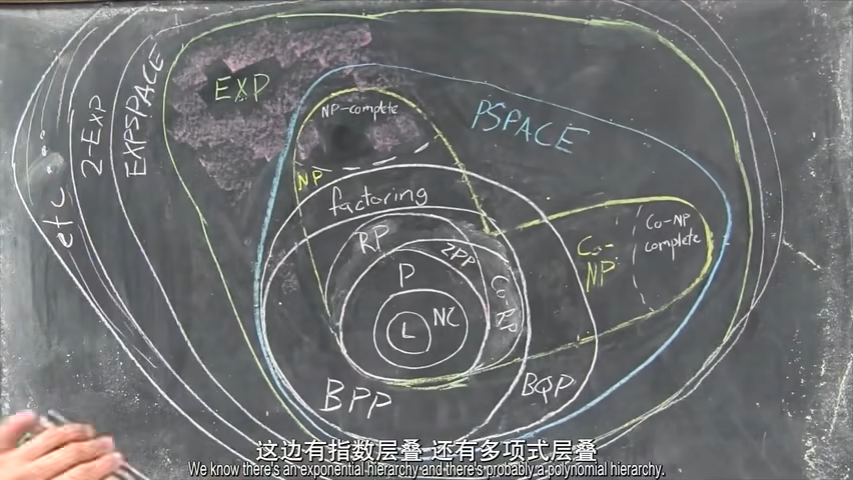 EXP
NP-complete
PSPACE
EXPSPACE
2-EXP
etc
NP
factoring
Co-NP
complete
RP
ZPP
Co-
NP
P
Co-RP
NC
L
BPP
BQP
这边有指数层叠 还有多项式层叠
We know there's an exponential hierarchy and there's probably a polynomial hierarchy.